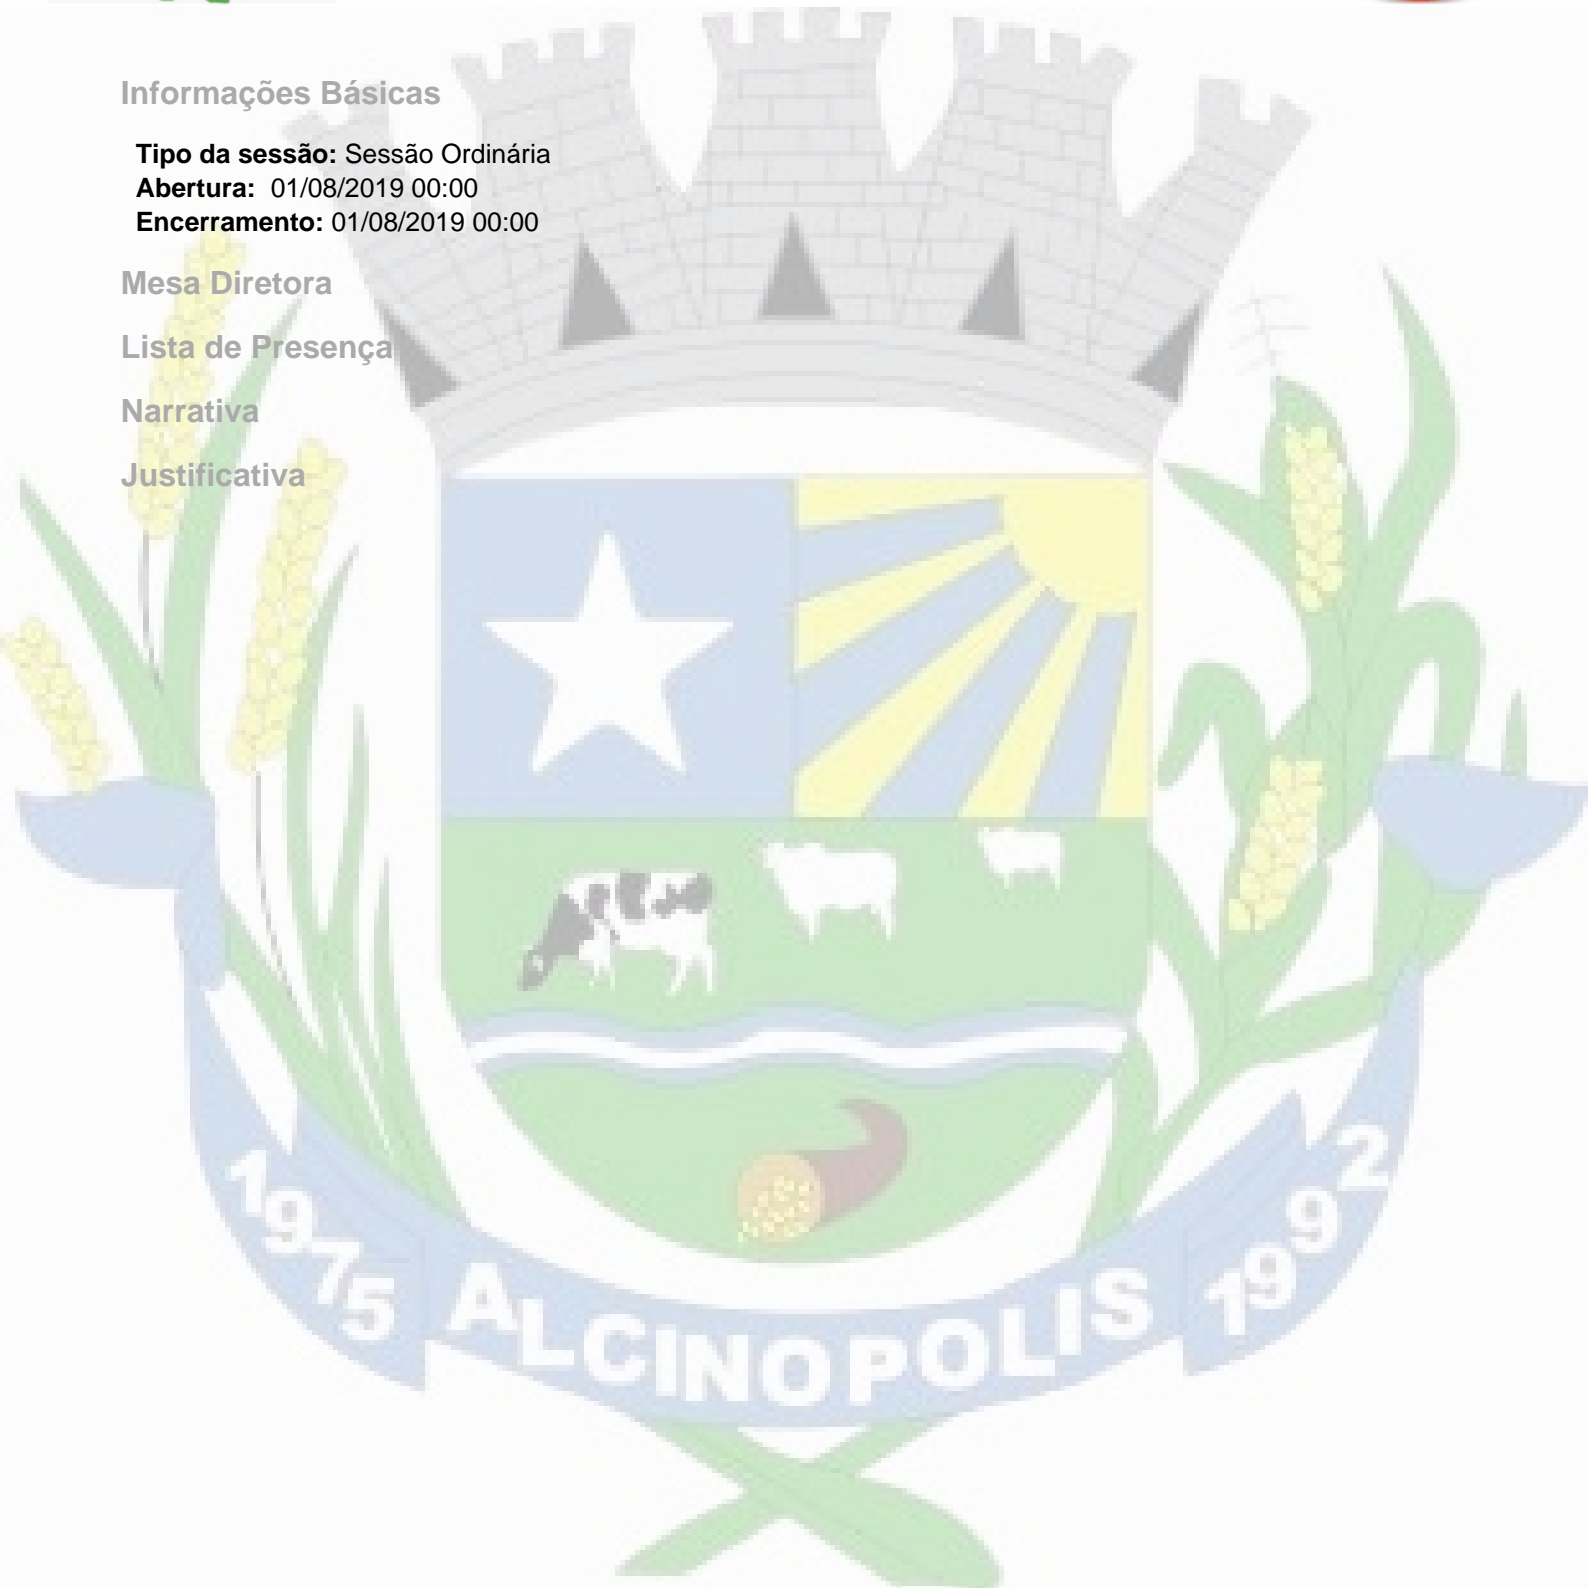 Informações Básicas
Tipo da sessão: Sessão Ordinária
Abertura: 01/08/2019 00:00
Encerramento: 01/08/2019 00:00
Mesa Diretora
Lista de Presença
Narrativa
Justificativa
1975 ALCINOPOLIS 1992